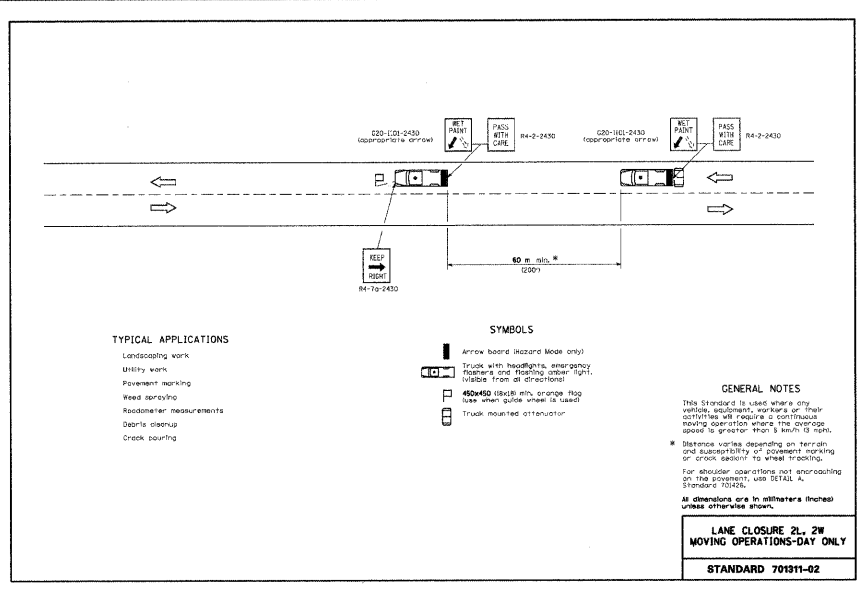 G20-I101-2430
(appropriate arrow)
WET
PAINT
PASS
WITH
CARE
R4-2-2430
G20-I101-2430
(appropriate arrow)
WET
PAINT
PASS
WITH
CARE
R4-2-2430
KEEP
RIGHT
R4-7a-2430
60 m min. *
(200')
TYPICAL APPLICATIONS
Landscaping work
Utility work
Pavement marking
Weed spraying
Roadometer measurements
Debris cleanup
Crack pouring
SYMBOLS
Arrow board (Hazard Mode only)
Truck with headlights, emergency
flashers and flashing amber light.
(visible from all directions)
450x450 (18x18) min. orange flag
(use when guide wheel is used)
Truck mounted attenuator
GENERAL NOTES
This Standard is used where any
vehicle, equipment, workers or their
activities will require a continuous
moving operation where the average
speed is greater than 5 km/h (3 mph).
* Distance varies depending on terrain
and susceptibility of pavement marking
or crack sealant to wheel tracking.
For shoulder operations not encroaching
on the pavement, use DETAIL A,
Standard 701426.
All dimensions are in millimeters (inches)
unless otherwise shown.
LANE CLOSURE 2L, 2W
MOVING OPERATIONS-DAY ONLY
STANDARD 701311-02